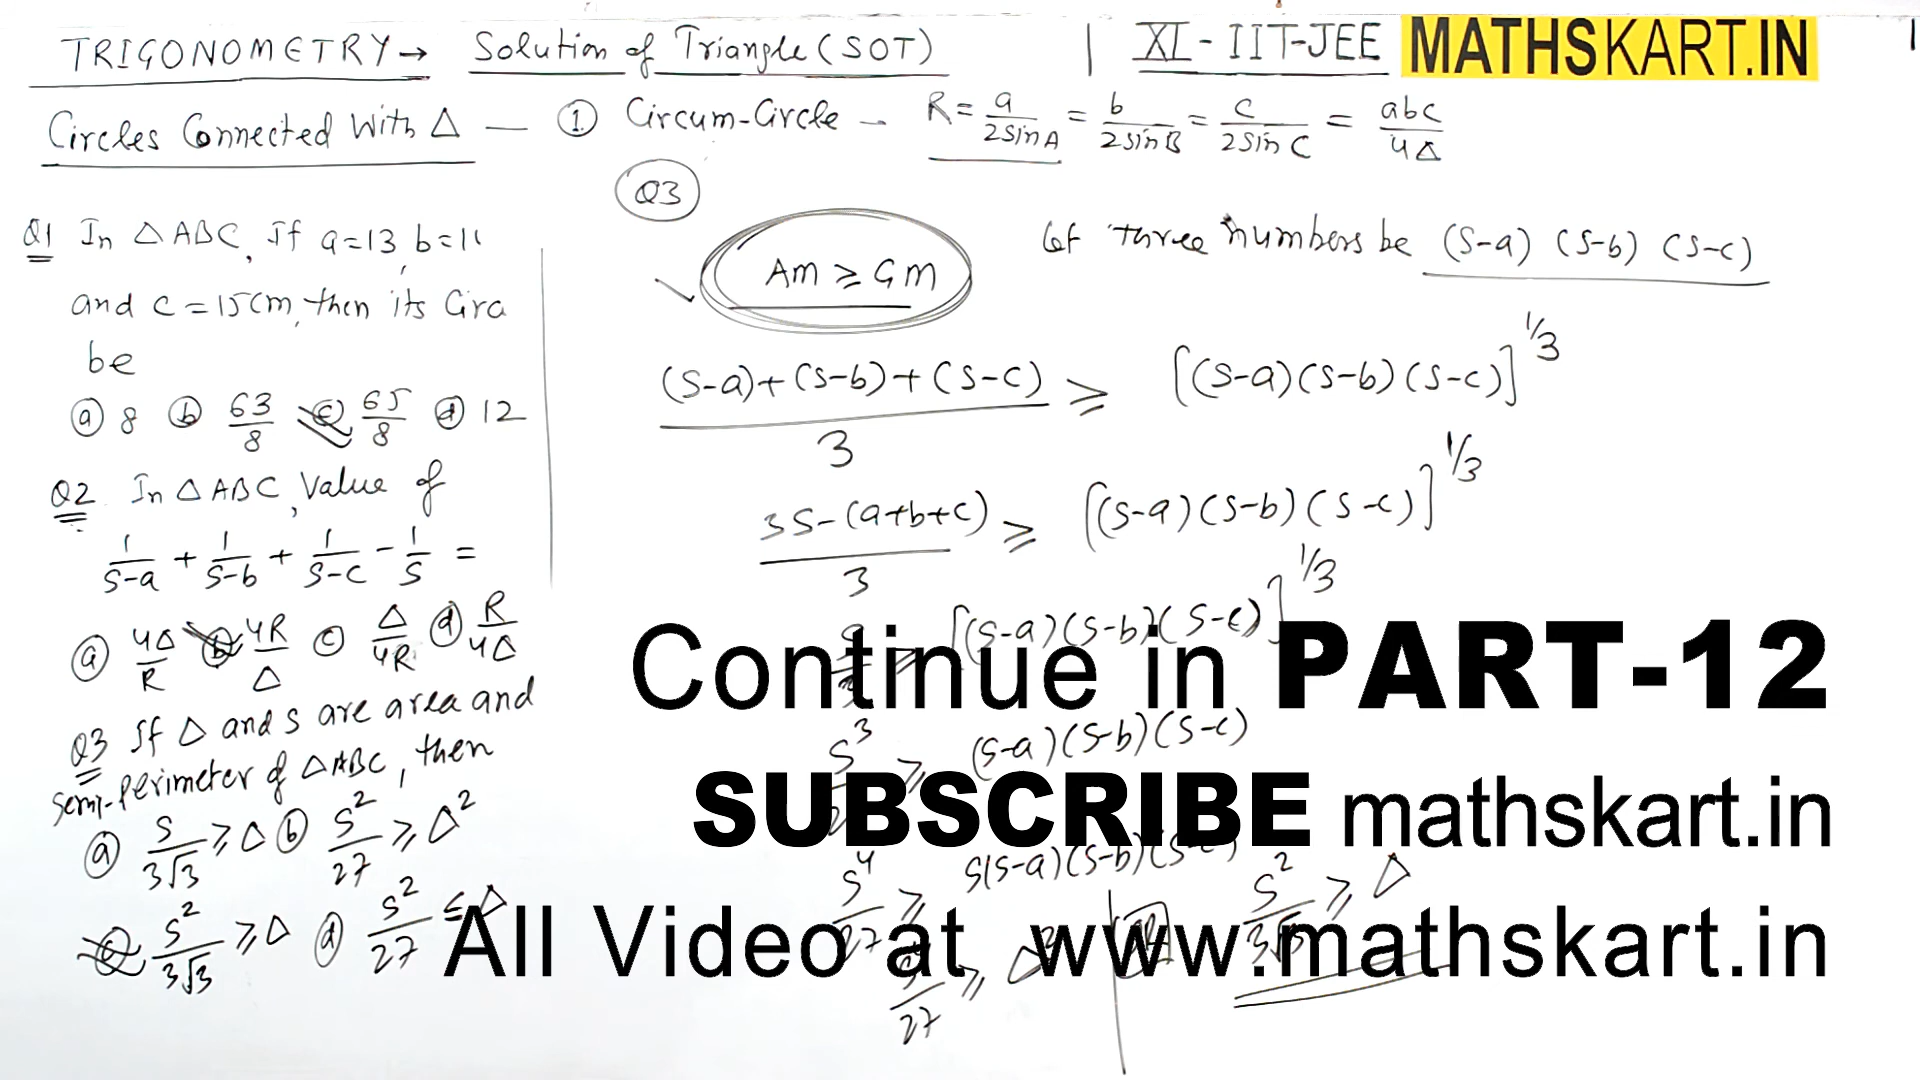 TRIGONOMETRY → Solution of Triangle (SOT) | XI - IIT-JEE MATHSKART.IN
Circles Connected With Δ — ① Circum-Circle - R = a/2sinA = b/2sinB = c/2sinC = abc/4Δ
Q3
Q1 In ΔABC, If a=13, b=1
and c=15cm, then its Circ
be
ⓐ 8 ⓑ 63/8 ⓒ 65/8 ⓓ 12
Q2 In ΔABC, Value of
1/S-a + 1/S-b + 1/S-c - 1/S =
ⓐ 4Δ/R ⓑ 4R/Δ ⓒ Δ/4R ⓓ R/4Δ
Q3 If Δ and S are area and
Semi-Perimeter of ΔABC, then
ⓐ S/3√3 ≥ Δ ⓑ S²/27 ≥ Δ²
ⓒ S²/3√3 ≥ Δ ⓓ S²/27 ≤ Δ
Am ≥ Gm
let three numbers be (S-a) (S-b) (S-c)
(S-a)+(S-b)+(S-c)/3 ≥ [(S-a)(S-b)(S-c)]^1/3
3S-(a+b+c)/3 ≥ [(S-a)(S-b)(S-c)]^1/3
≥ [(S-a)(S-b)(S-c)]^1/3
S³ ≥ (S-a)(S-b)(S-c)
S⁴/27 ≥ S(S-a)(S-b)(S-c)
/27 ≥ Δ
S²/3√3 ≥ Δ
Continue in PART-12
SUBSCRIBE mathskart.in
All Video at www.mathskart.in